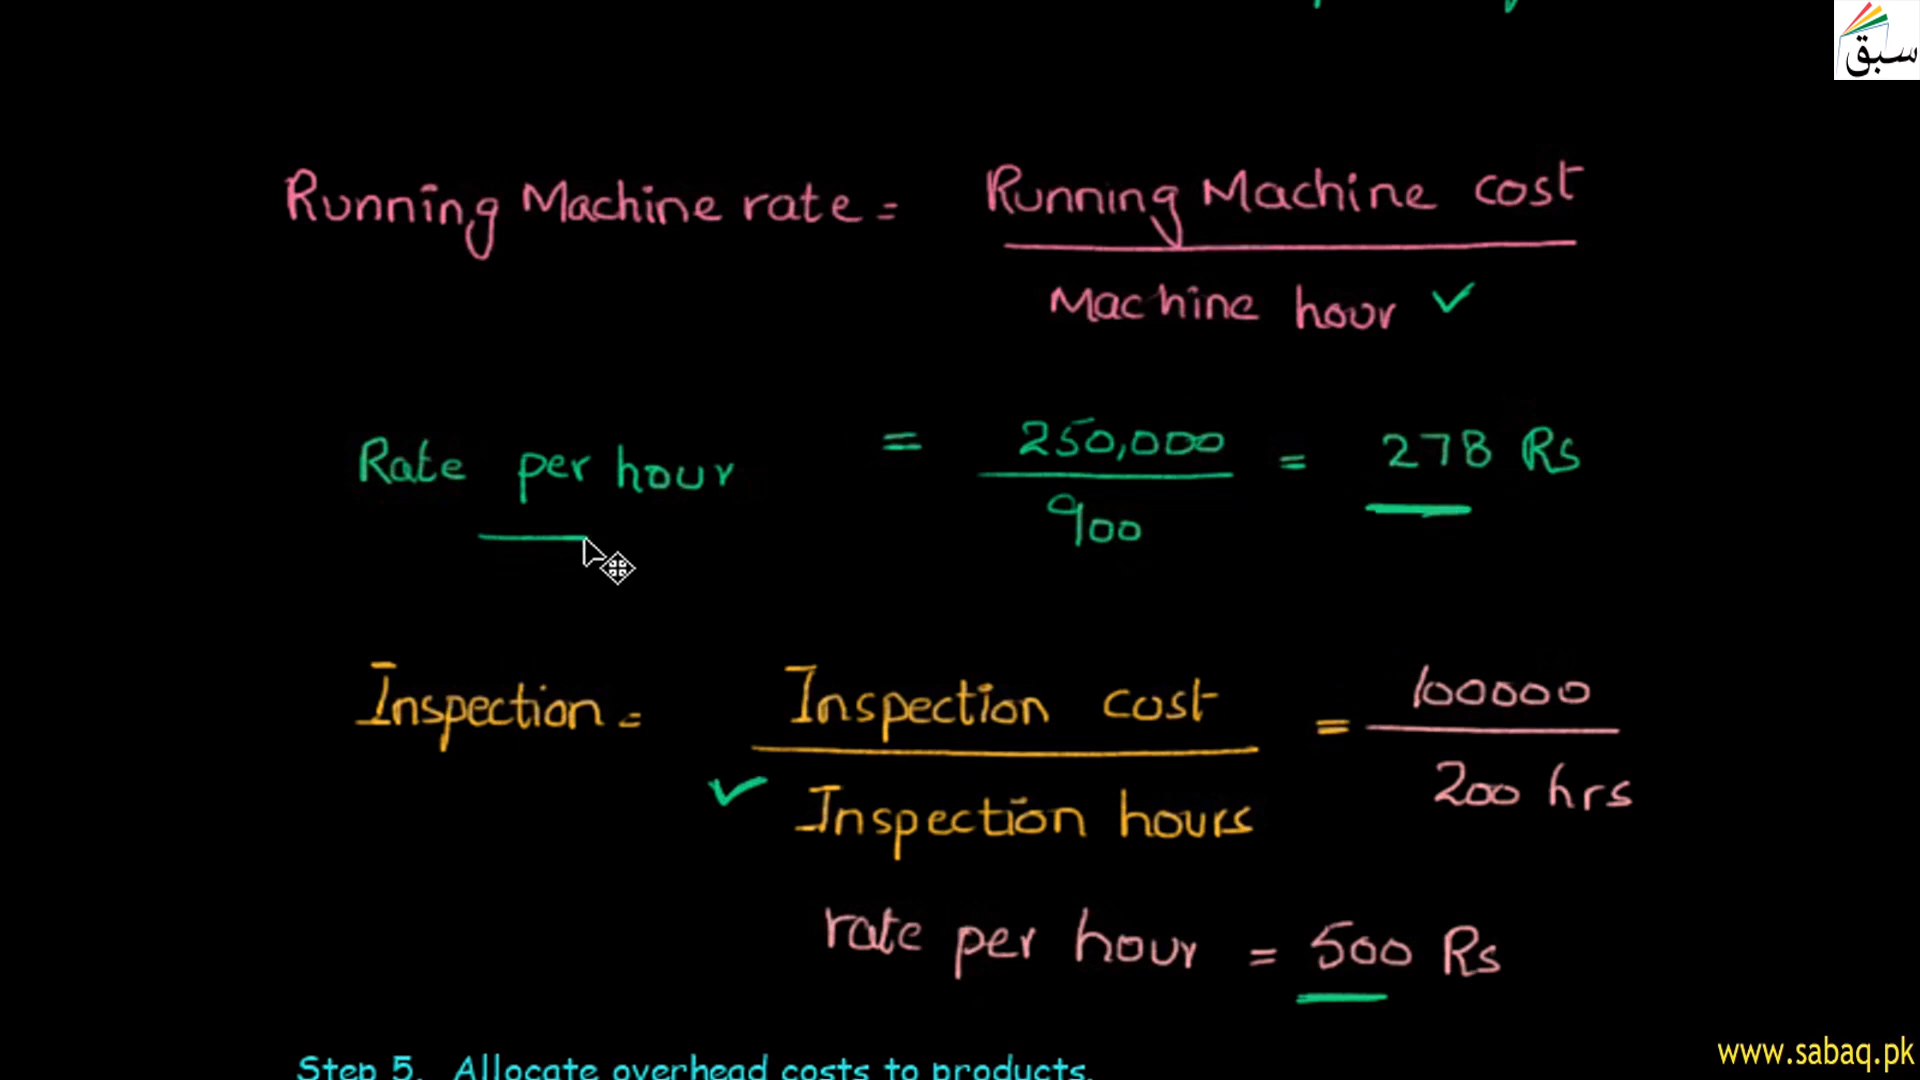 سبق
Running Machine rate = Running Machine cost
Machine hour ✓
Rate per hour = 250,000 = 278 Rs
900
Inspection = Inspection cost = 100000
✓ Inspection hours 200 hrs
rate per hour = 500 Rs
Step 5. Allocate overhead costs to products.
www.sabaq.pk